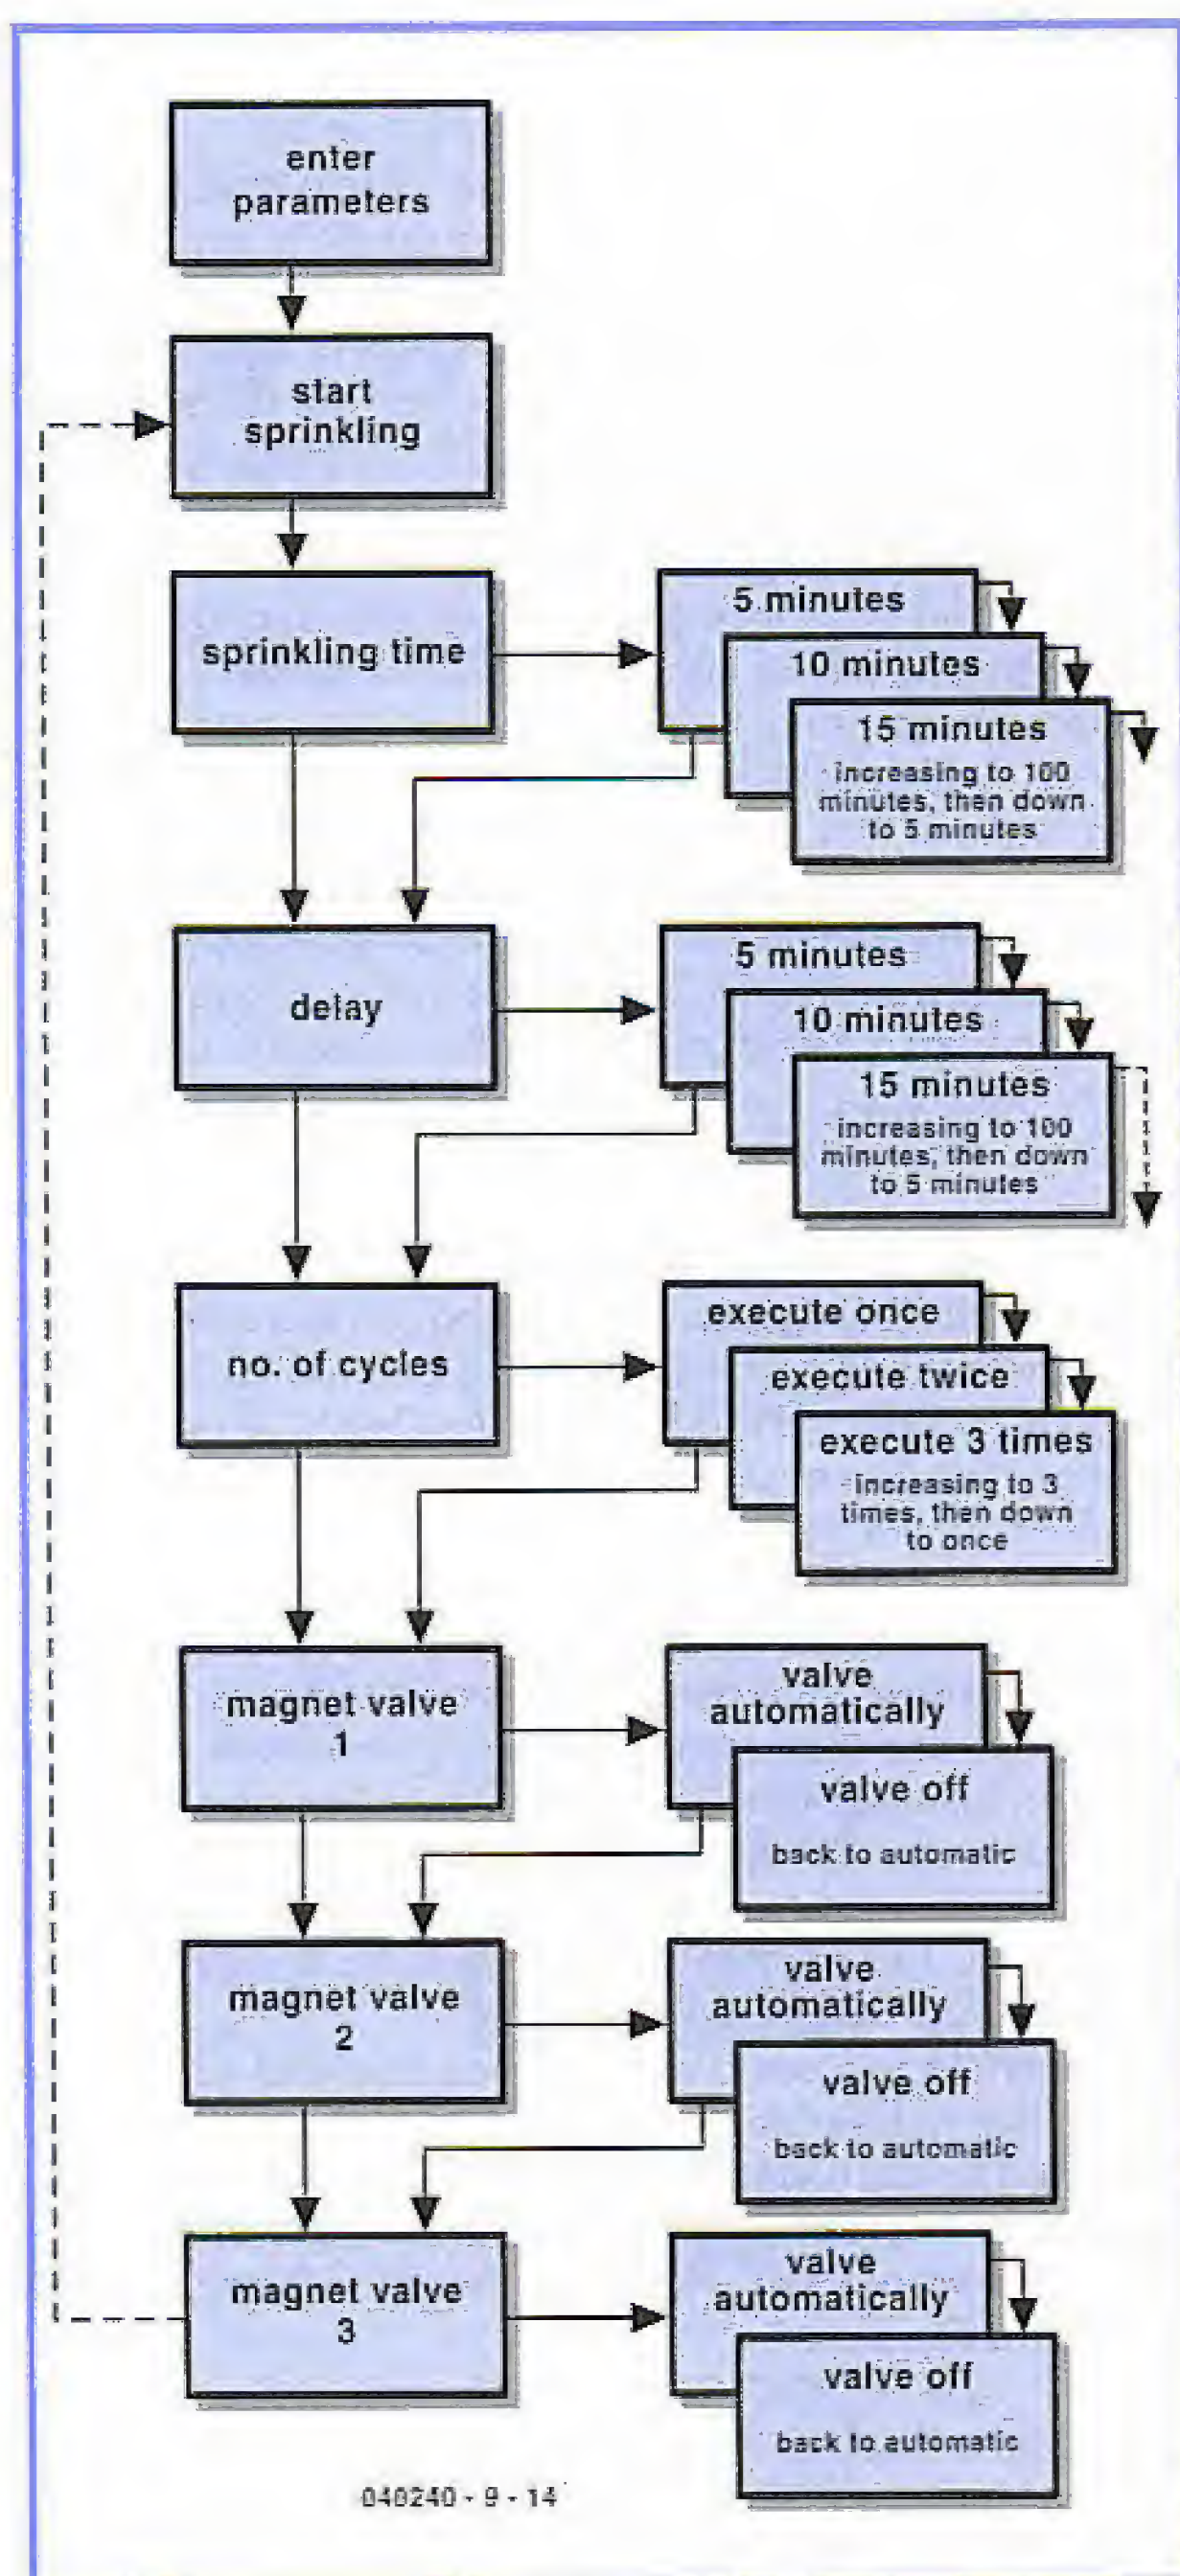 enter
parameters
start
sprinkling
sprinkling time
5 minutes
10 minutes
15 minutes
increasing to 100
minutes, then down
to 5 minutes
delay
5 minutes
10 minutes
15 minutes
increasing to 100
minutes, then down
to 5 minutes
no. of cycles
execute once
execute twice
execute 3 times
increasing to 3
times, then down
to once
magnet valve
1
valve
automatically
valve off
back to automatic
magnet valve
2
valve
automatically
valve off
back to automatic
magnet valve
3
valve
automatically
valve off
back to automatic
040240 - 9 - 14